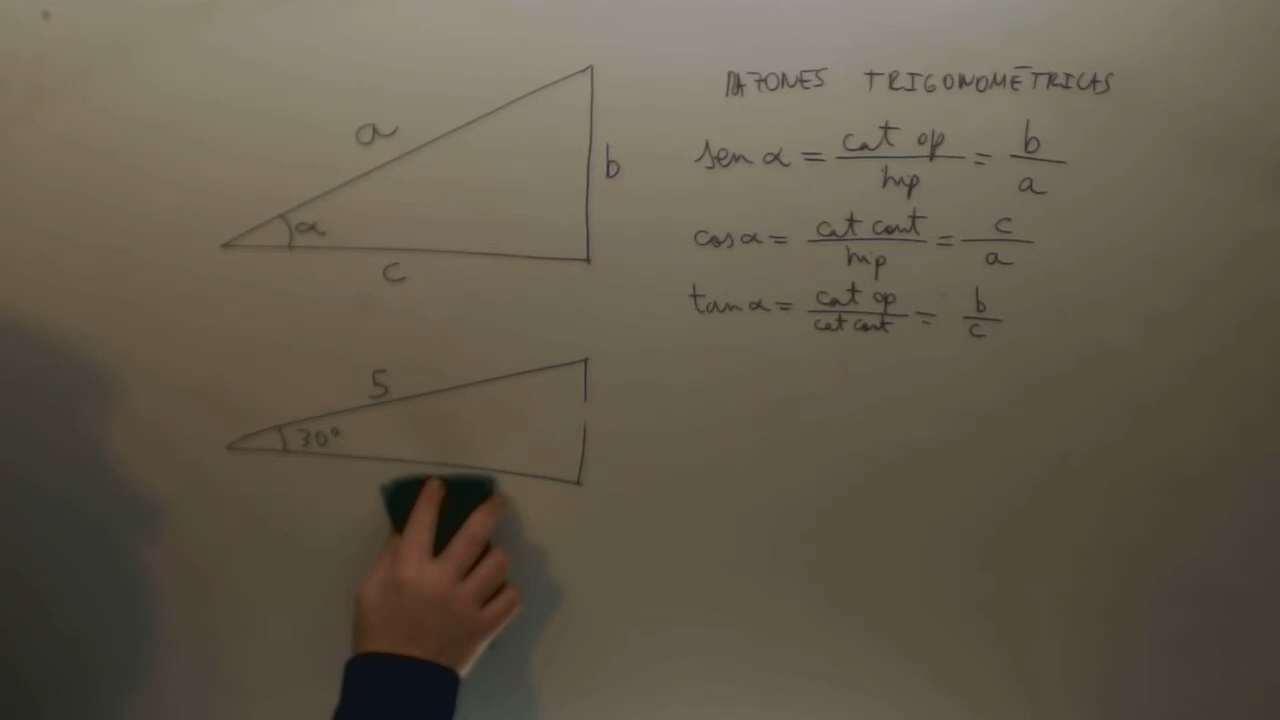 RAZONES TRIGONOMÉTRICAS
sen α = cat op / hip = b / a
cos α = cat cont / hip = c / a
tan α = cat op / cat cont = b / c
a
b
α
c
5
30°